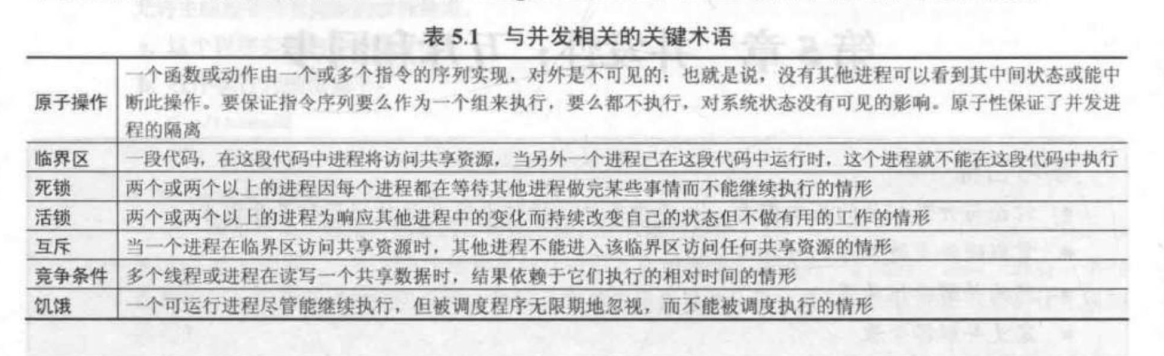 表 5.1 与并发相关的关键术语
原子操作
一个函数或动作由一个或多个指令的序列实现，对外是不可见的；也就是说，没有其他进程可以看到其中间状态或能中
断此操作。要保证指令序列要么作为一个组来执行，要么都不执行，对系统状态没有可见的影响。原子性保证了并发进
程的隔离
临界区 一段代码，在这段代码中进程将访问共享资源，当另外一个进程已在这段代码中运行时，这个进程就不能在这段代码中执行
死锁 两个或两个以上的进程因每个进程都在等待其他进程做完某些事情而不能继续执行的情形
活锁 两个或两个以上的进程为响应其他进程中的变化而持续改变自己的状态但不做有用的工作的情形
互斥 当一个进程在临界区访问共享资源时，其他进程不能进入该临界区访问任何共享资源的情形
竞争条件 多个线程或进程在读写一个共享数据时，结果依赖于它们执行的相对时间的情形
饥饿 一个可运行进程尽管能继续执行，但被调度程序无限期地忽视，而不能被调度执行的情形